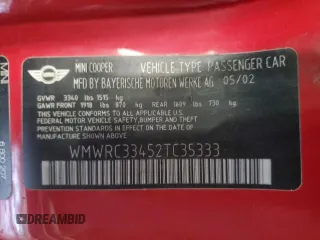 MINI
MINI COOPER VEHICLE TYPE PASSENGER CAR
MFD BY BAYERISCHE MOTOREN WERKE AG 05/02
GVWR 3340 lbs 1515 kg
GAWR FRONT 1918 lbs 870 kg REAR 1609 lbs 730 kg
THIS VEHICLE CONFORMS TO ALL APPLICABLE
FEDERAL MOTOR VEHICLE SAFETY, BUMPER AND THEFT
PREVENTION STANDARDS IN EFFECT ON THE DATE
OF MANUFACTURE SHOWN ABOVE.
WMWRC33452TC35333
MINI
DREAMBID